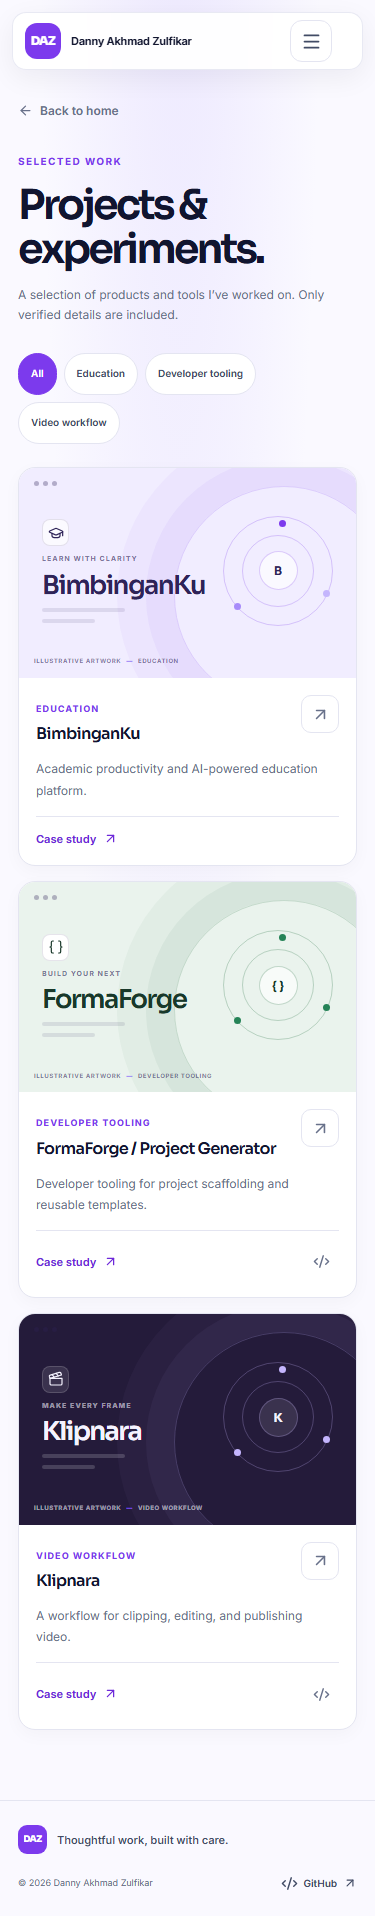 DAZ Danny Akhmad Zulfikar
Back to home
SELECTED WORK
Projects &
experiments.
A selection of products and tools I've worked on. Only
verified details are included.
All Education Developer tooling
Video workflow
LEARN WITH CLARITY
BimbinganKu
B
ILLUSTRATIVE ARTWORK — EDUCATION
EDUCATION
BimbinganKu
Academic productivity and AI-powered education
platform.
Case study
{ }
BUILD YOUR NEXT
FormaForge
{ }
ILLUSTRATIVE ARTWORK — DEVELOPER TOOLING
DEVELOPER TOOLING
FormaForge / Project Generator
Developer tooling for project scaffolding and
reusable templates.
Case study </>
MAKE EVERY FRAME
Klipnara
K
ILLUSTRATIVE ARTWORK — VIDEO WORKFLOW
VIDEO WORKFLOW
Klipnara
A workflow for clipping, editing, and publishing
video.
Case study </>
DAZ Thoughtful work, built with care.
© 2026 Danny Akhmad Zulfikar </> GitHub